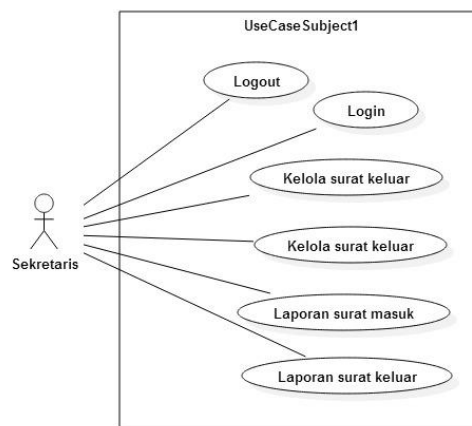 UseCaseSubject1
Logout
Login
Kelola surat keluar
Sekretaris
Kelola surat keluar
Laporan surat masuk
Laporan surat keluar